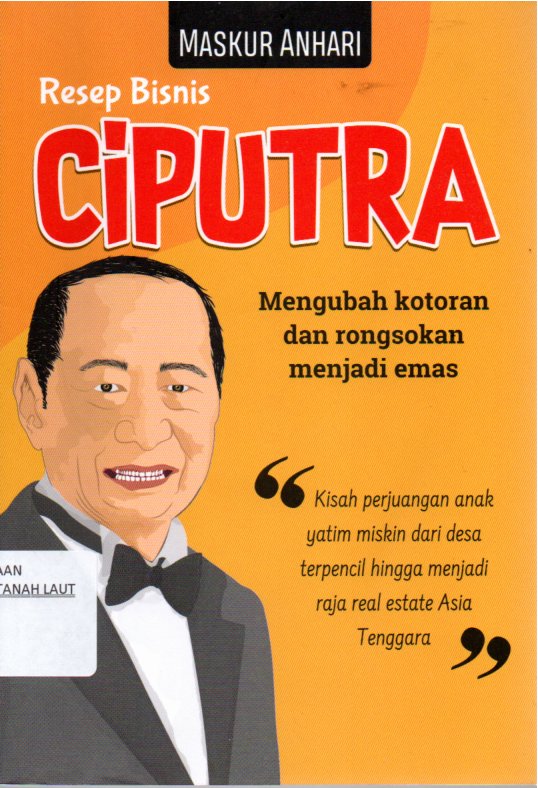 MASKUR ANHARI
Resep Bisnis
CiPUTRA
Mengubah kotoran
dan rongsokan
menjadi emas
“ Kisah perjuangan anak
yatim miskin dari desa
terpencil hingga menjadi
raja real estate Asia
Tenggara ”
AAN
TANAH LAUT